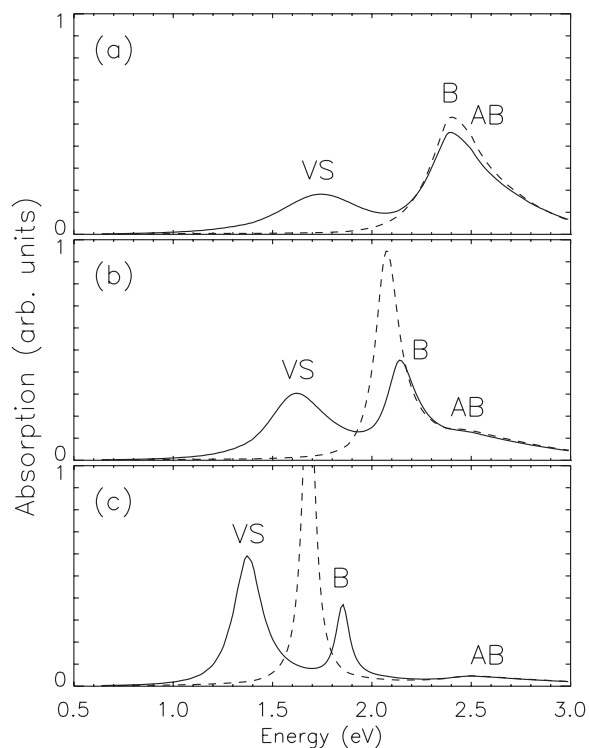 1
(a)
B
AB
VS
0
1
(b)
VS
B
AB
0
1
(c)
VS
B
AB
0
0.5 1.0 1.5 2.0 2.5 3.0
Energy (eV)
Absorption (arb. units)